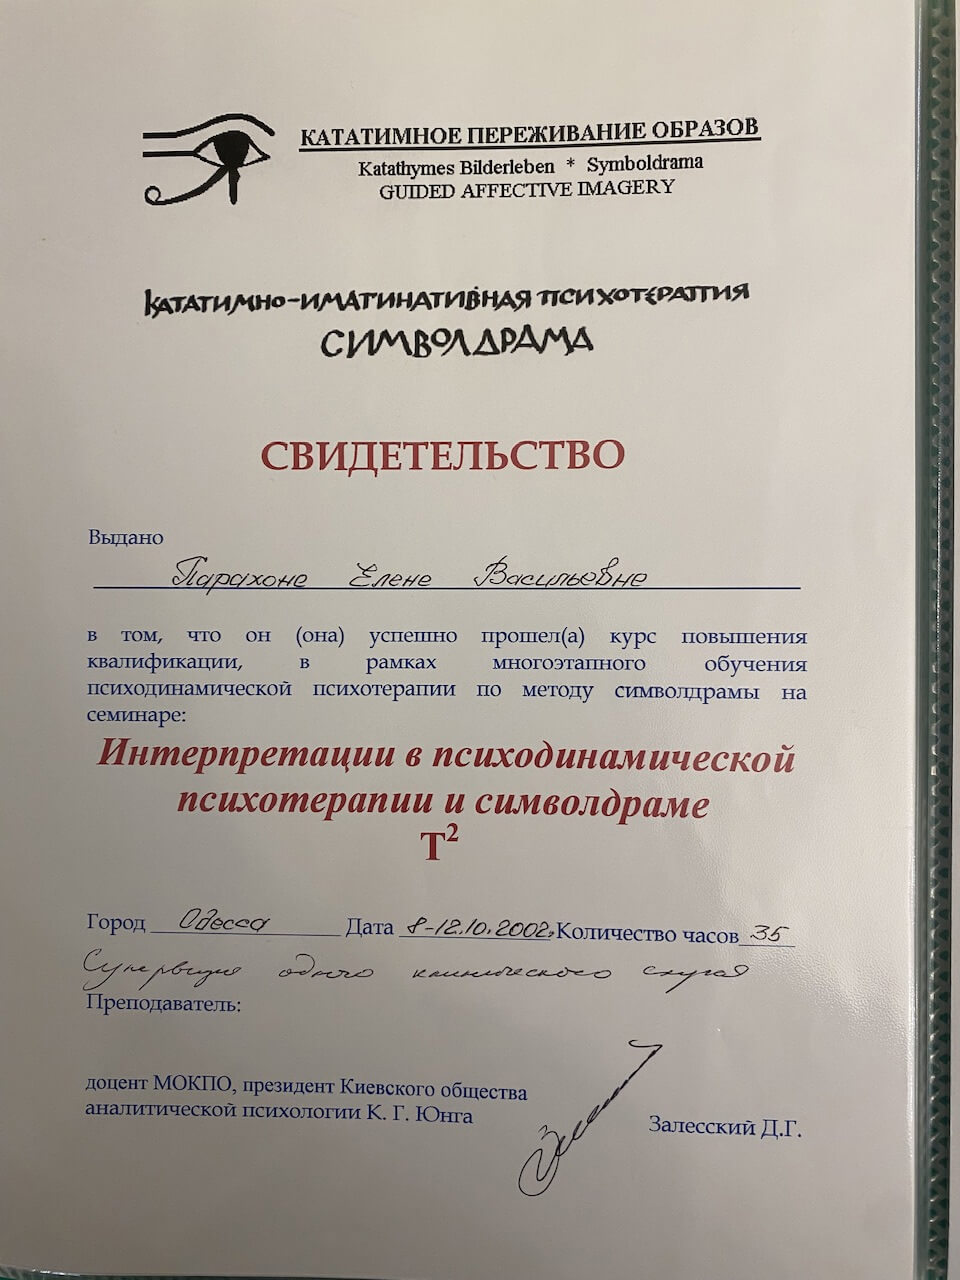 КАТАТИМНОЕ ПЕРЕЖИВАНИЕ ОБРАЗОВ
Katathymes Bilderleben * Symboldrama
GUIDED AFFECTIVE IMAGERY
КАТАТИМНО-ИМАГИНАТИВНАЯ ПСИХОТЕРАПИЯ
СИМВОЛДРАМА
СВИДЕТЕЛЬСТВО
Выдано
Парахоне Елене Васильевне
в том, что он (она) успешно прошел(а) курс повышения
квалификации, в рамках многоэтапного обучения
психодинамической психотерапии по методу символдрамы на
семинаре:
Интерпретации в психодинамической
психотерапии и символдраме
Т²
Город Одесса Дата 8-12.10.2002, Количество часов 35
Супервизия одного клинического случая
Преподаватель:
доцент МОКПО, президент Киевского общества
аналитической психологии К. Г. Юнга
Залесский Д.Г.